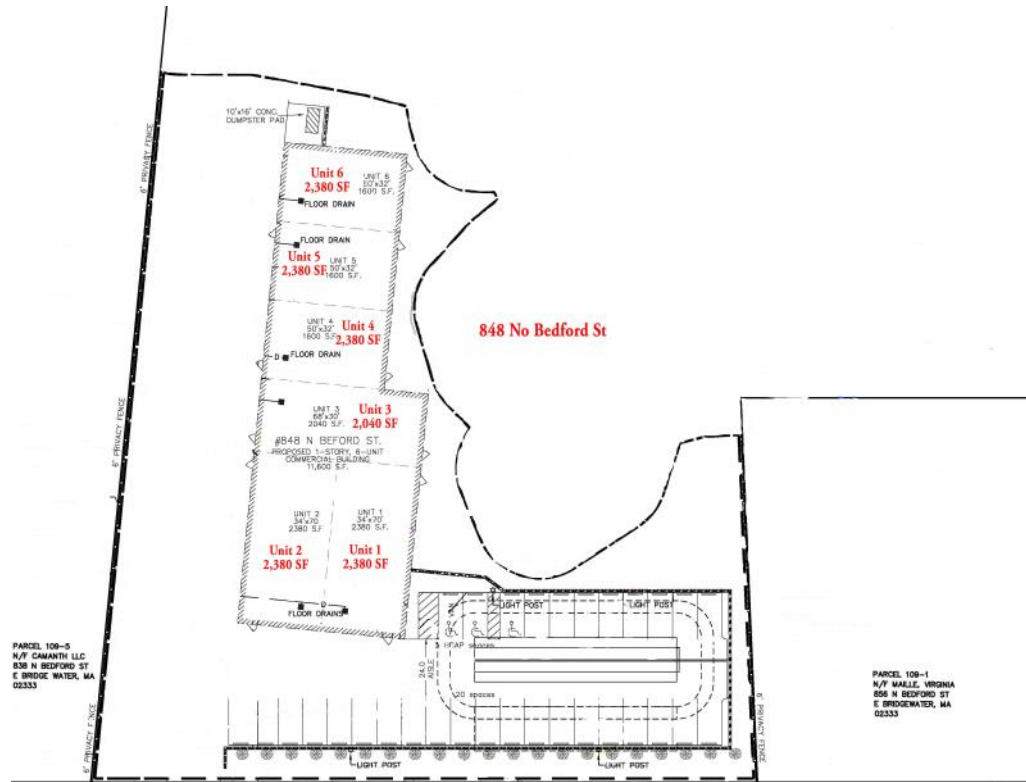 10'x16' CONC.
DUMPSTER PAD
6' PRIVACY FENCE
Unit 6
2,380 SF
UNIT 6
50'x32'
1600 S.F.
FLOOR DRAIN
FLOOR DRAIN
Unit 5
2,380 SF
UNIT 5
50'x32'
1600 S.F.
UNIT 4
50'x32'
1600 S.F.
Unit 4
2,380 SF
D
FLOOR DRAIN
848 No Bedford St
6' PRIVACY FENCE
UNIT 3
68'x30'
2040 S.F.
Unit 3
2,040 SF
#848 N BEFORD ST.
PROPOSED 1-STORY, 6-UNIT
COMMERCIAL BUILDING
11,600 S.F.
UNIT 2
34'x70
2380 S.F
UNIT 1
34'x70'
2380 S.F.
Unit 2
2,380 SF
Unit 1
2,380 SF
FLOOR DRAINS
LIGHT POST
LIGHT POST
VAN
3 HCAP spaces
24.0
AISLE
20 spaces
PARCEL 109-5
N/F CAMANTH LLC
838 N BEDFORD ST
E BRIDGE WATER, MA
02333
PARCEL 109-1
N/F MAILLE, VIRGINIA
856 N BEDFORD ST
E BRIDGEWATER, MA
02333
6' PRIVACY FENCE
6' PRIVACY FENCE
LIGHT POST
LIGHT POST